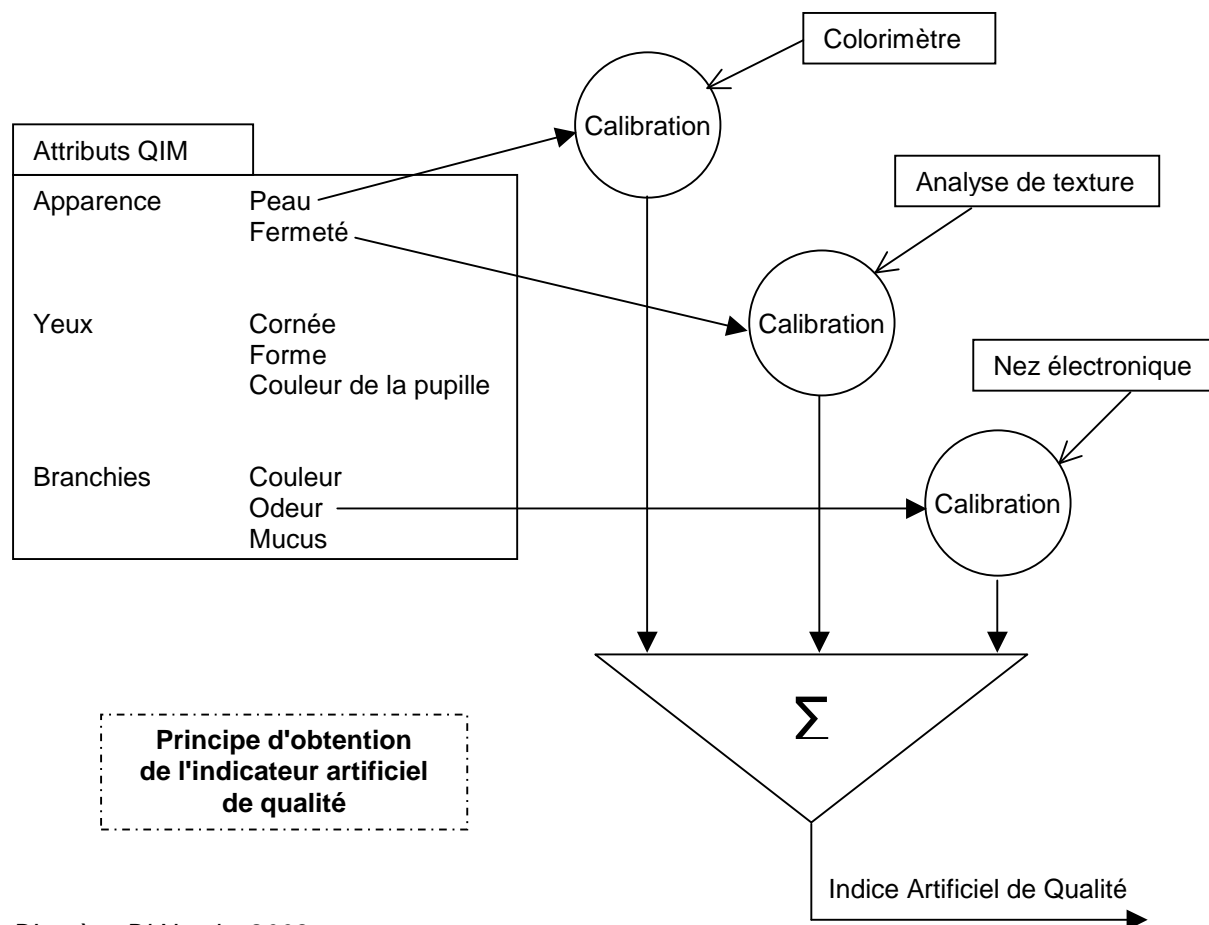 Colorimètre
Calibration
Attributs QIM
Analyse de texture
Apparence Peau
Fermeté
Calibration
Yeux Cornée
Forme
Couleur de la pupille
Nez électronique
Branchies Couleur
Odeur
Mucus
Calibration
Σ
Principe d'obtention
de l'indicateur artificiel
de qualité
Indice Artificiel de Qualité